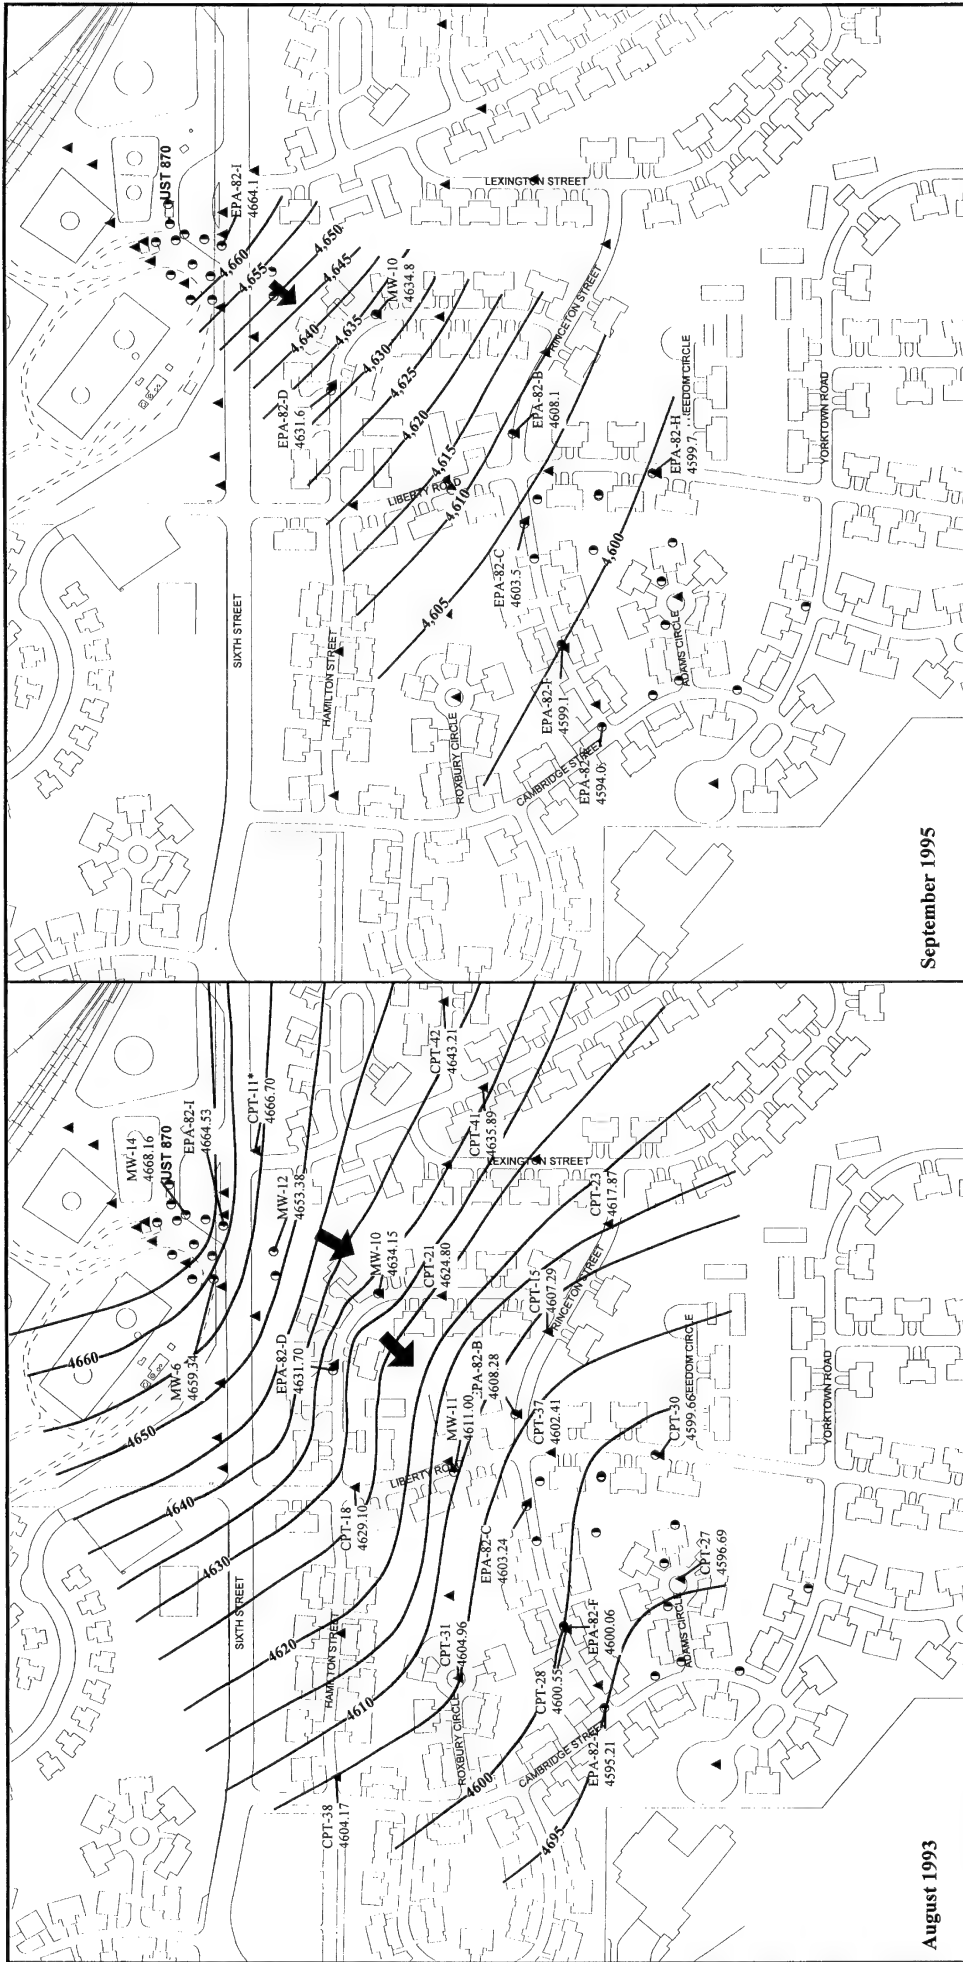 UST 870
EPA-82-I
4664.1
4,660
4,655
4,650
4,645
4,640
4,635
4,630
4,625
4,620
4,615
4,610
4,605
4,600
MW-10
4634.8
EPA-82-D
4631.6
EPA-82-B
4608.1
EPA-82-C
4603.5
EPA-82-H
4599.7
EPA-82-F
4599.1
EPA-82-
4594.0
LEXINGTON STREET
PRINCETON STREET
LIBERTY ROAD
SIXTH STREET
HAMILTON STREET
ROXBURY CIRCLE
CAMBRIDGE STREET
ADAMS CIRCLE
EEDOM CIRCLE
YORKTOWN ROAD
September 1995
MW-14
4668.16
UST 870
EPA-82-I
4664.53
CPT-11*
4666.70
MW-12
4653.38
CPT-42
4643.21
CPT-41
4635.89
MW-10
4634.15
CPT-21
4624.80
CPT-23
4617.87
CPT-15
4607.29
MW-6
4659.34
EPA-82-D
4631.70
EPA-82-B
4608.28
MW-11
4611.00
CPT-37
4602.41
CPT-30
4599.66
CPT-18
4629.10
EPA-82-C
4603.24
CPT-27
4596.69
EPA-82-F
4600.06
CPT-28
4600.55
CPT-31
4604.96
EPA-82-
4595.21
CPT-38
4604.17
4660
4650
4640
4630
4620
4610
4600
4695
LEXINGTON STREET
PRINCETON STREET
LIBERTY ROAD
SIXTH STREET
HAMILTON STREET
ROXBURY CIRCLE
CAMBRIDGE STREET
ADAMS CIRCLE
EEDOM CIRCLE
YORKTOWN ROAD
August 1993